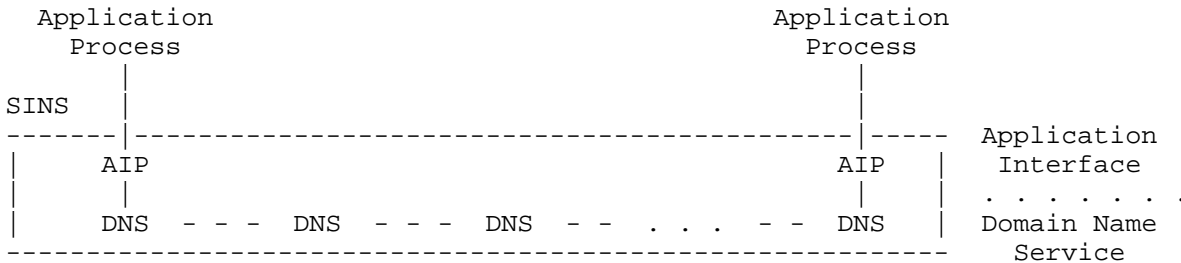 Application Application
Process Process
SINS
Application
AIP AIP Interface
. . . . . . .
DNS - - - DNS - - - DNS - - . . . - - DNS Domain Name
Service